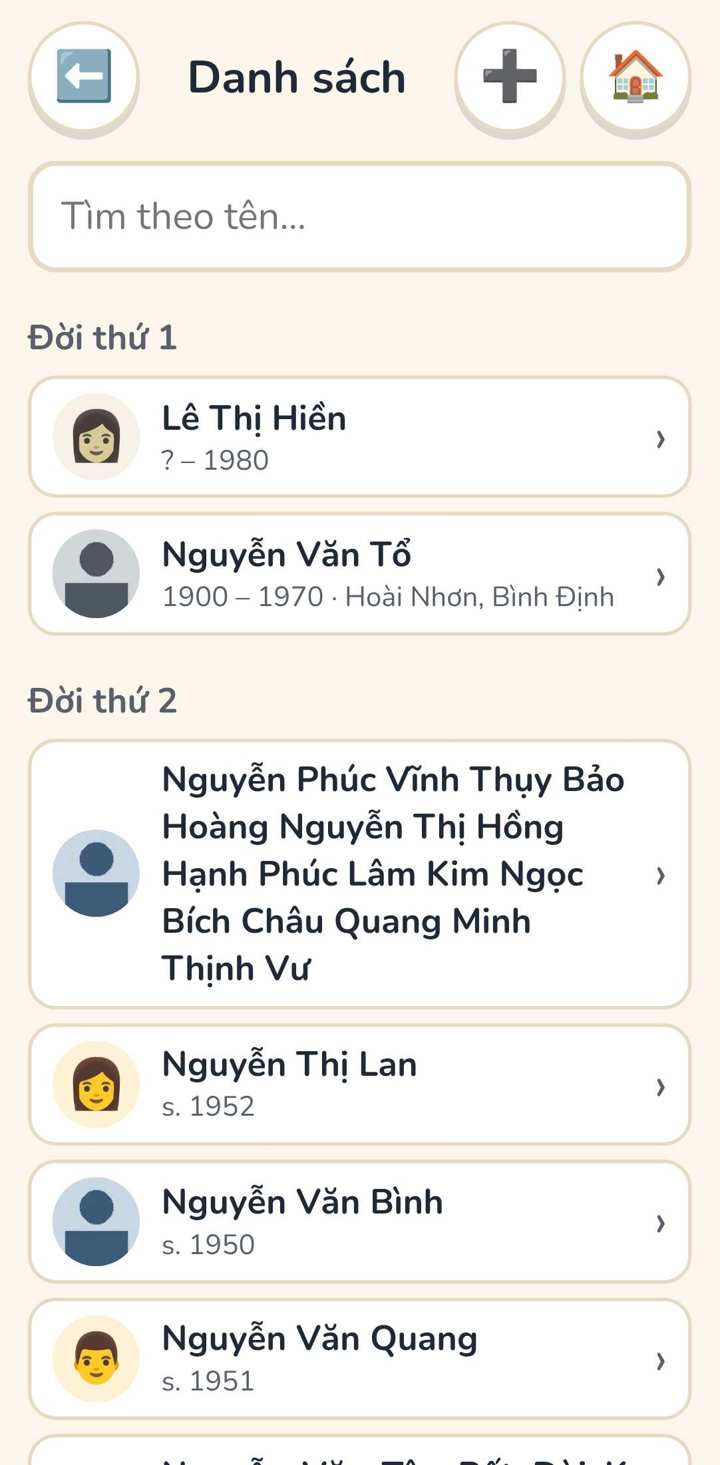 Danh sách
Tìm theo tên...
Đời thứ 1
Lê Thị Hiền
? – 1980
Nguyễn Văn Tổ
1900 – 1970 · Hoài Nhơn, Bình Định
Đời thứ 2
Nguyễn Phúc Vĩnh Thụy Bảo
Hoàng Nguyễn Thị Hồng
Hạnh Phúc Lâm Kim Ngọc
Bích Châu Quang Minh
Thịnh Vư
Nguyễn Thị Lan
s. 1952
Nguyễn Văn Bình
s. 1950
Nguyễn Văn Quang
s. 1951